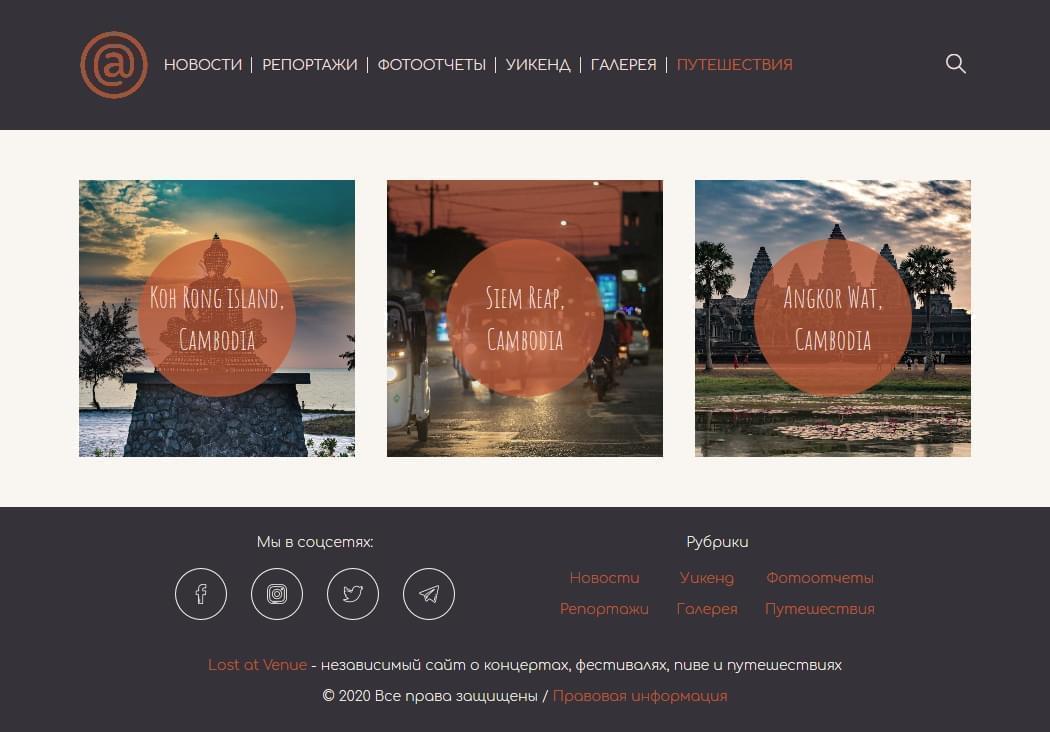 @ НОВОСТИ | РЕПОРТАЖИ | ФОТООТЧЕТЫ | УИКЕНД | ГАЛЕРЕЯ | ПУТЕШЕСТВИЯ
Koh Rong island,
Cambodia
Siem Reap,
Cambodia
Angkor Wat,
Cambodia
Мы в соцсетях:
Рубрики
Новости Уикенд Фотоотчеты
Репортажи Галерея Путешествия
Lost at Venue - независимый сайт о концертах, фестивалях, пиве и путешествиях
© 2020 Все права защищены / Правовая информация